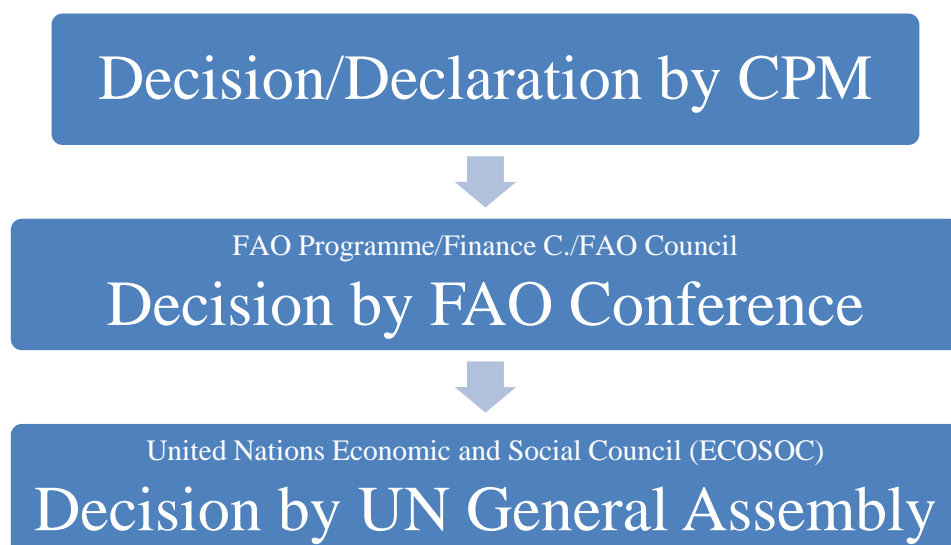 Decision/Declaration by CPM
FAO Programme/Finance C./FAO Council
Decision by FAO Conference
United Nations Economic and Social Council (ECOSOC)
Decision by UN General Assembly